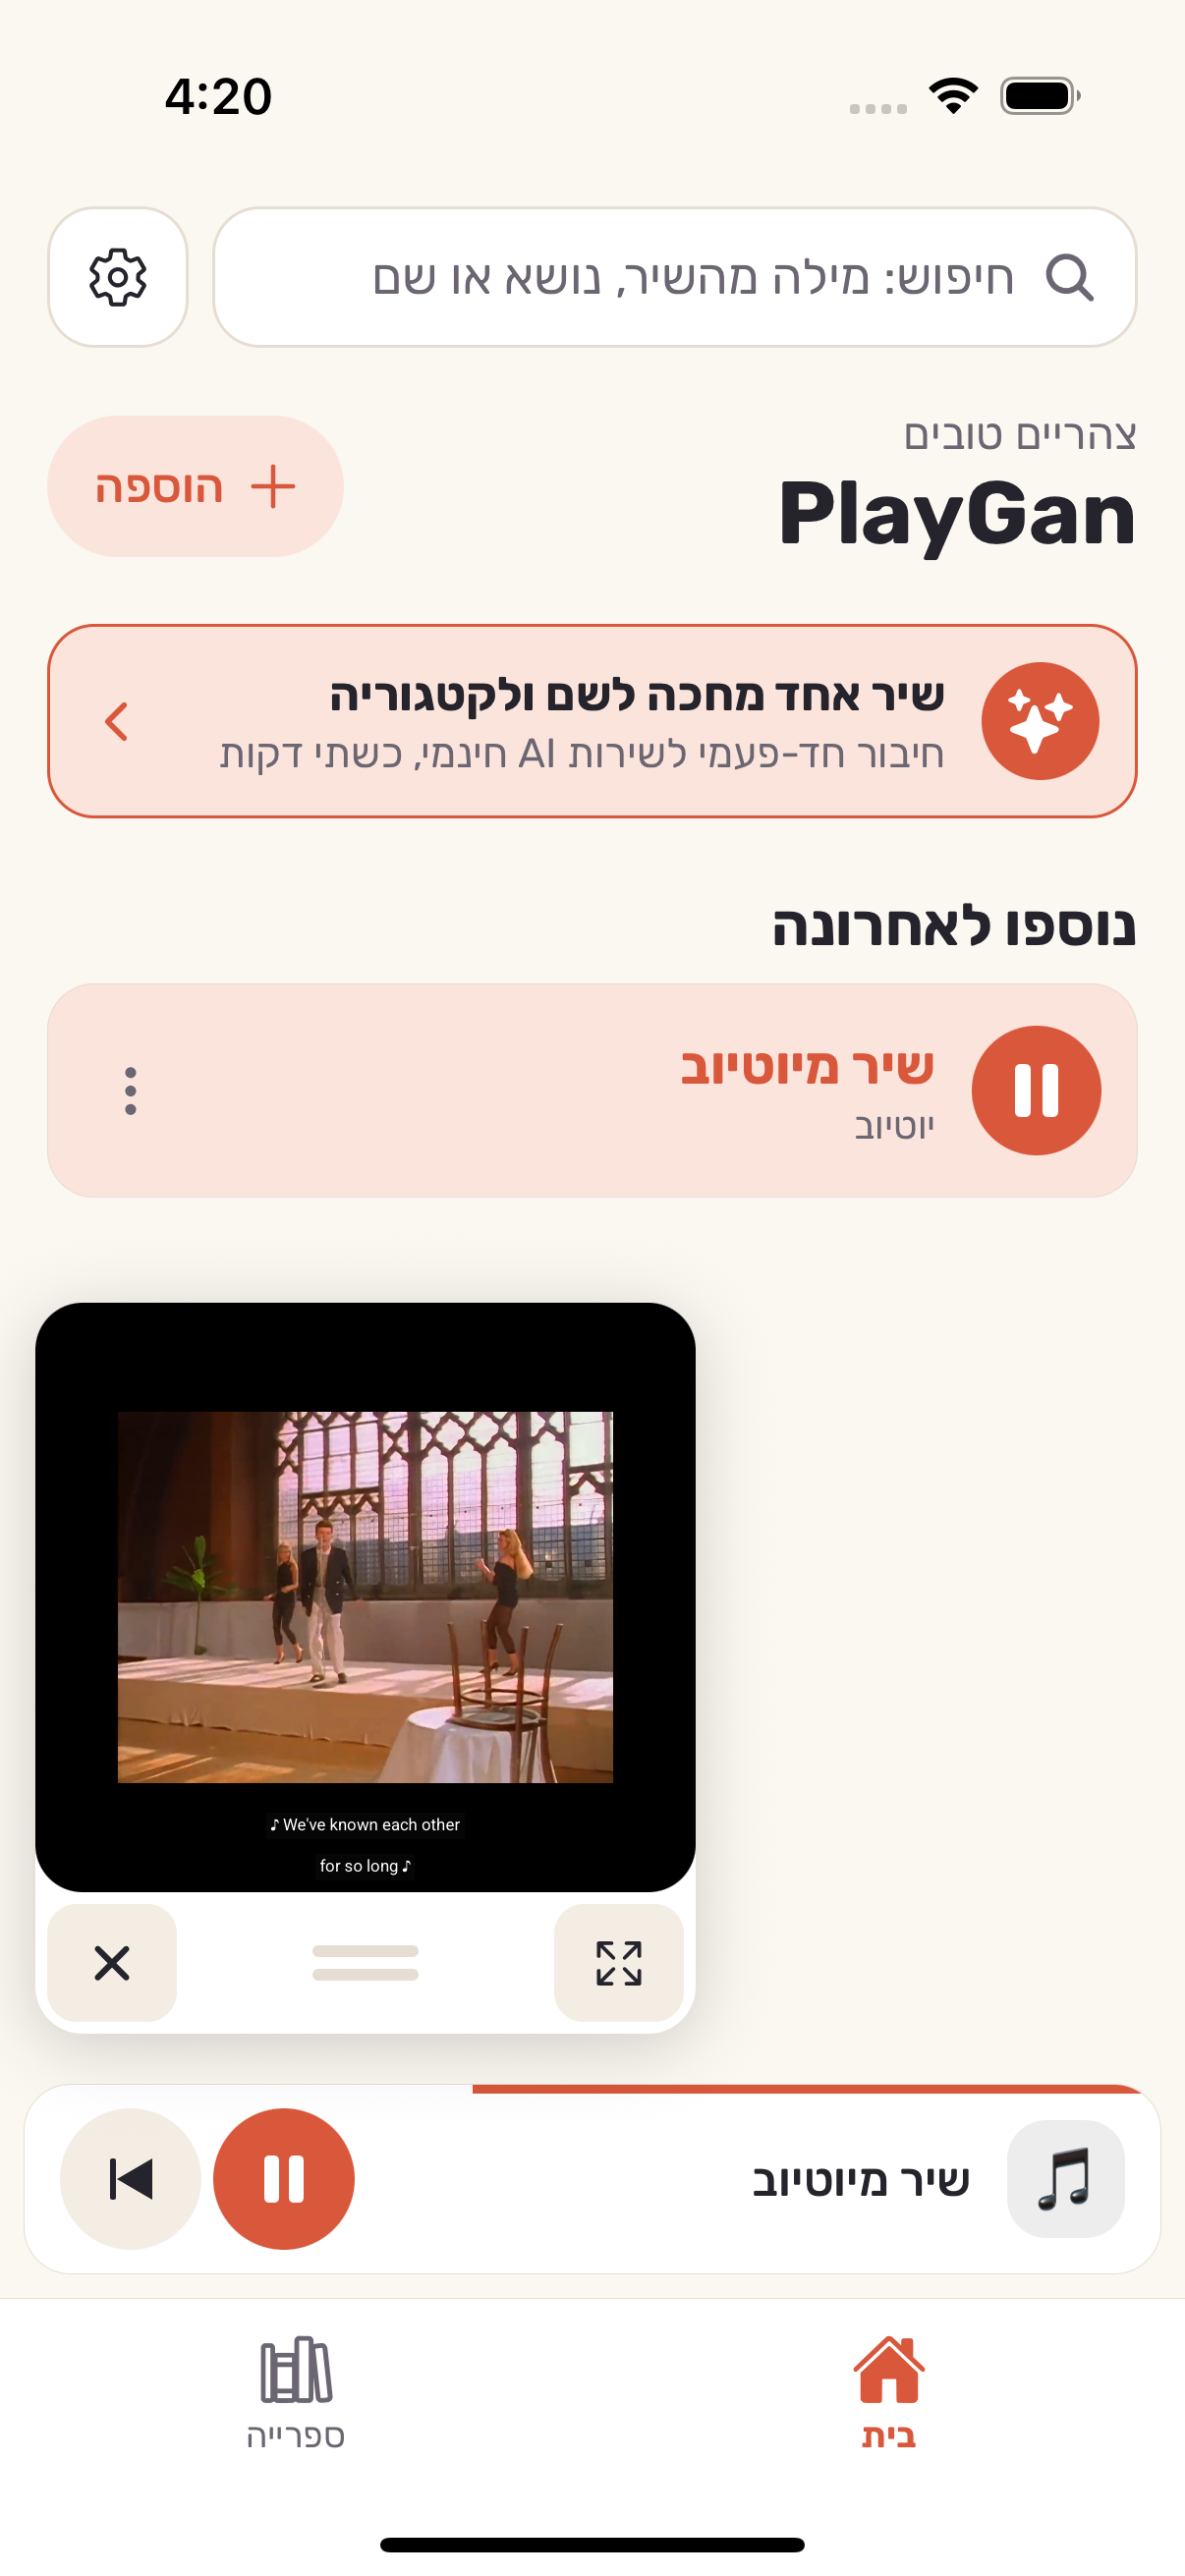 4:20
חיפוש: מילה מהשיר, נושא או שם
צהריים טובים
PlayGan
הוספה
שיר אחד מחכה לשם ולקטגוריה
חיבור חד-פעמי לשירות AI חינמי, כשתי דקות
נוספו לאחרונה
שיר מיוטיוב
יוטיוב
♪ We've known each other
for so long ♪
שיר מיוטיוב
בית
ספרייה